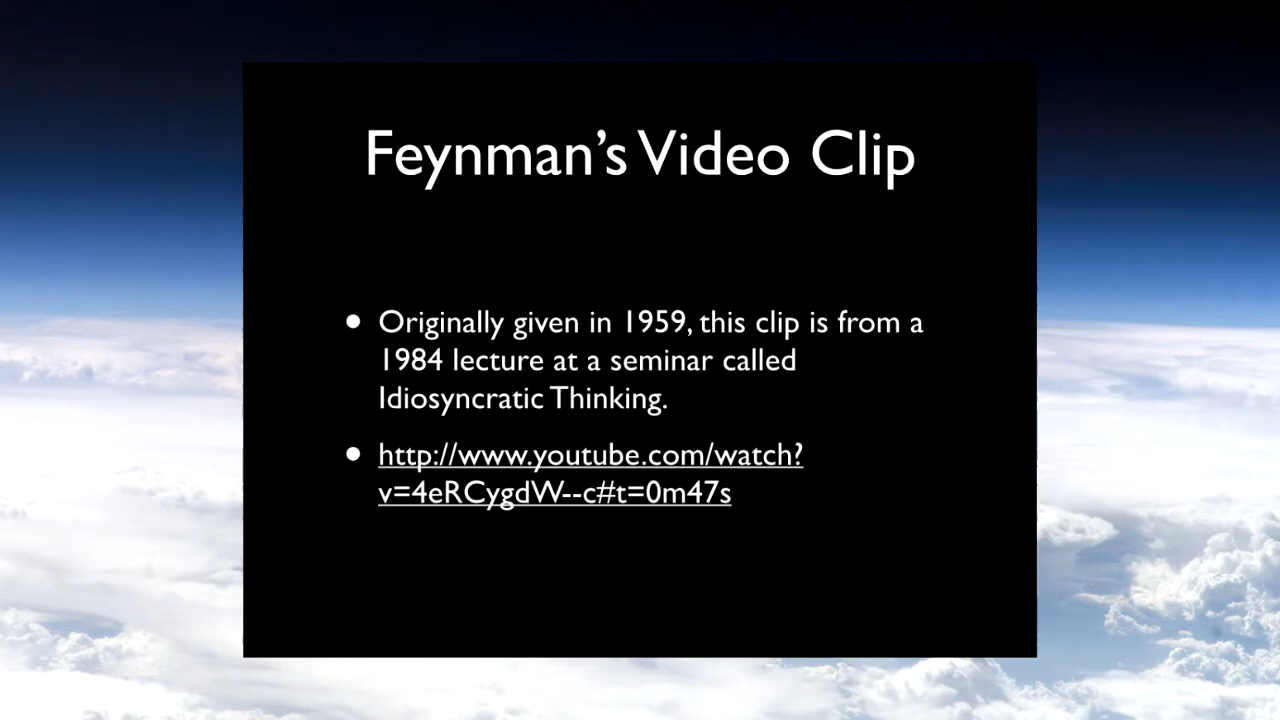 Feynman’s Video Clip
• Originally given in 1959, this clip is from a
1984 lecture at a seminar called
Idiosyncratic Thinking.
• http://www.youtube.com/watch?
v=4eRCygdW--c#t=0m47s